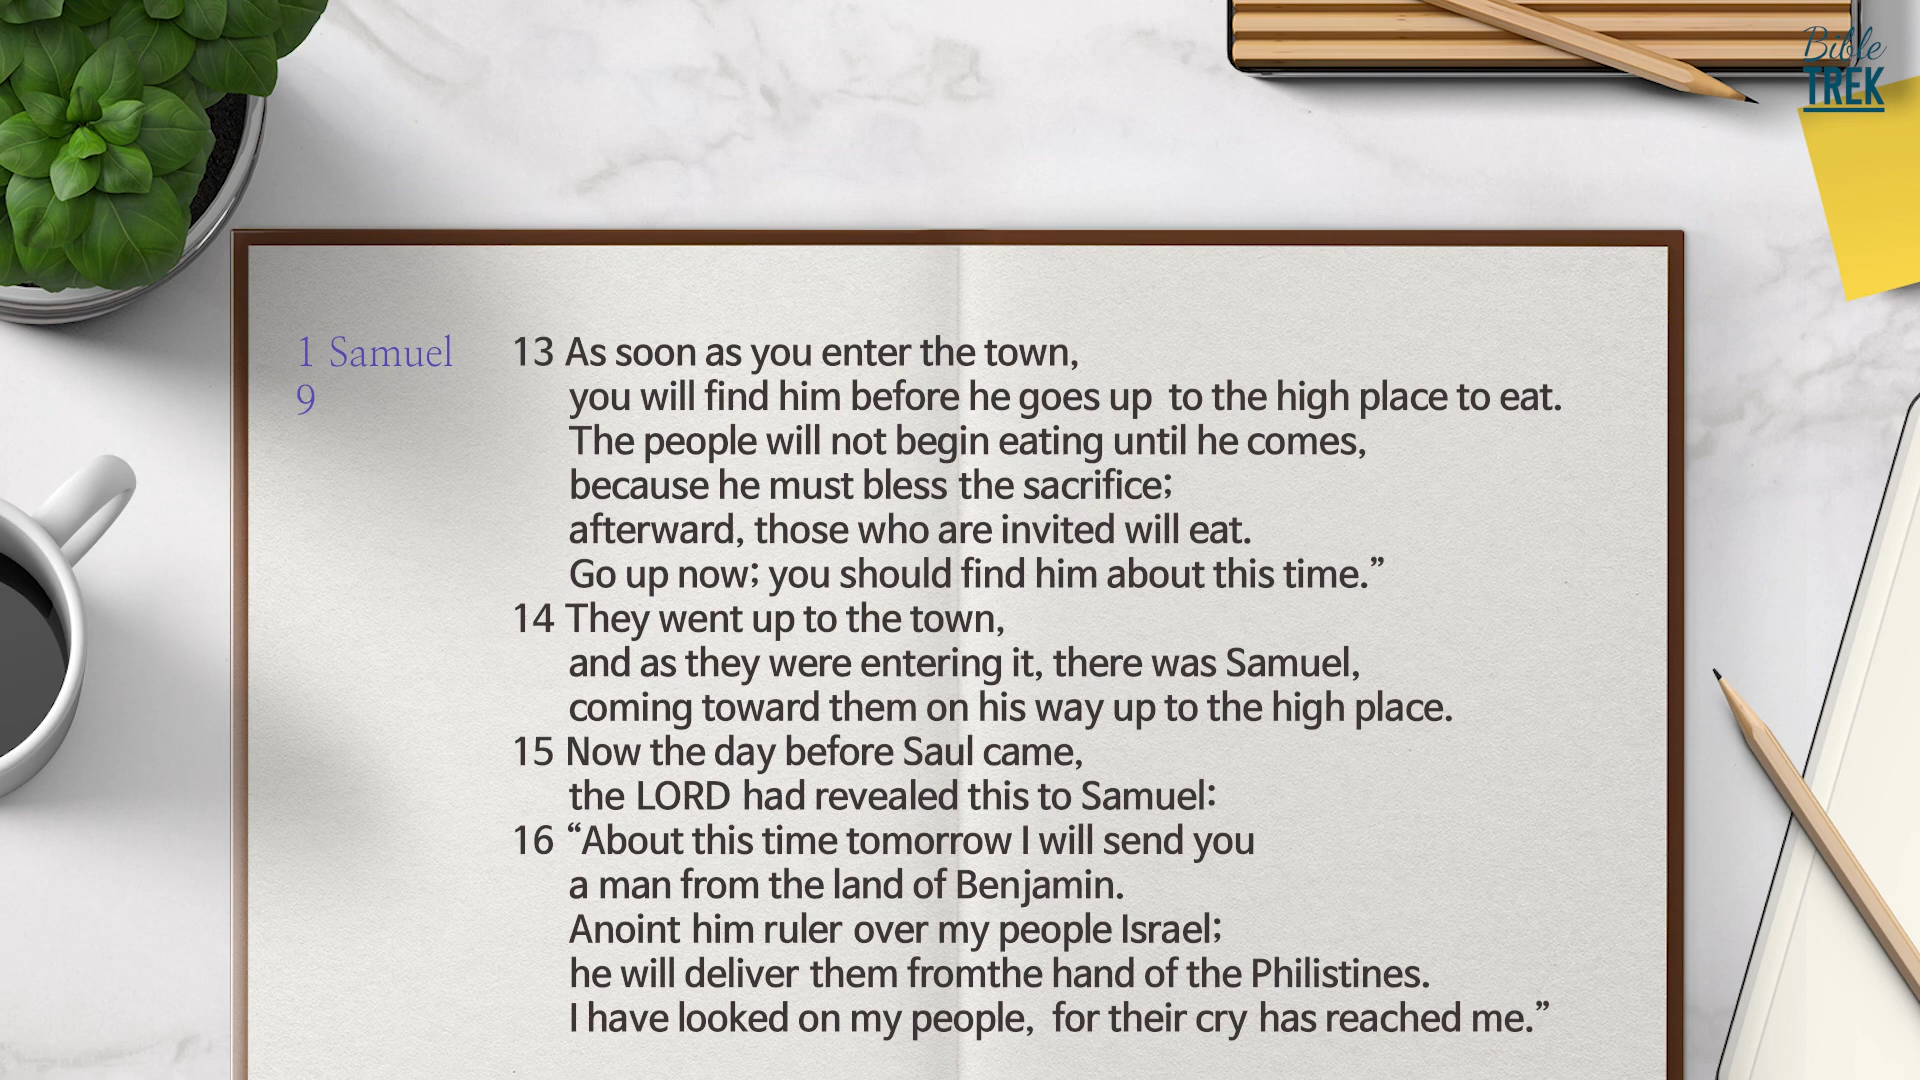 Bible
TREK
1 Samuel
9
13 As soon as you enter the town,
you will find him before he goes up  to the high place to eat.
The people will not begin eating until he comes,
because he must bless the sacrifice;
afterward, those who are invited will eat.
Go up now; you should find him about this time.”
14 They went up to the town,
and as they were entering it, there was Samuel,
coming toward them on his way up to the high place.
15 Now the day before Saul came,
the LORD had revealed this to Samuel:
16 “About this time tomorrow I will send you
a man from the land of Benjamin.
Anoint him ruler over my people Israel;
he will deliver them fromthe hand of the Philistines.
I have looked on my people,  for their cry has reached me.”